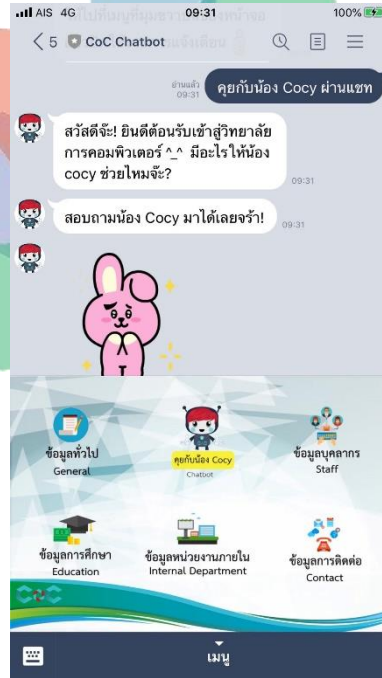 AIS 4G 09:31 100%
5 CoC Chatbot
อ่านแล้ว
09:31
คุยกับน้อง Cocy ผ่านแชท
สวัสดีจ๊ะ! ยินดีต้อนรับเข้าสู่วิทยาลัย
การคอมพิวเตอร์ ^_^ มีอะไรให้น้อง
cocy ช่วยไหมจ๊ะ?
09:31
สอบถามน้อง Cocy มาได้เลยจร้า!
09:31
ข้อมูลทั่วไป
General
คุยกับน้อง Cocy
Chatbot
ข้อมูลบุคลากร
Staff
ข้อมูลการศึกษา
Education
ข้อมูลหน่วยงานภายใน
Internal Department
ข้อมูลการติดต่อ
Contact
เมนู